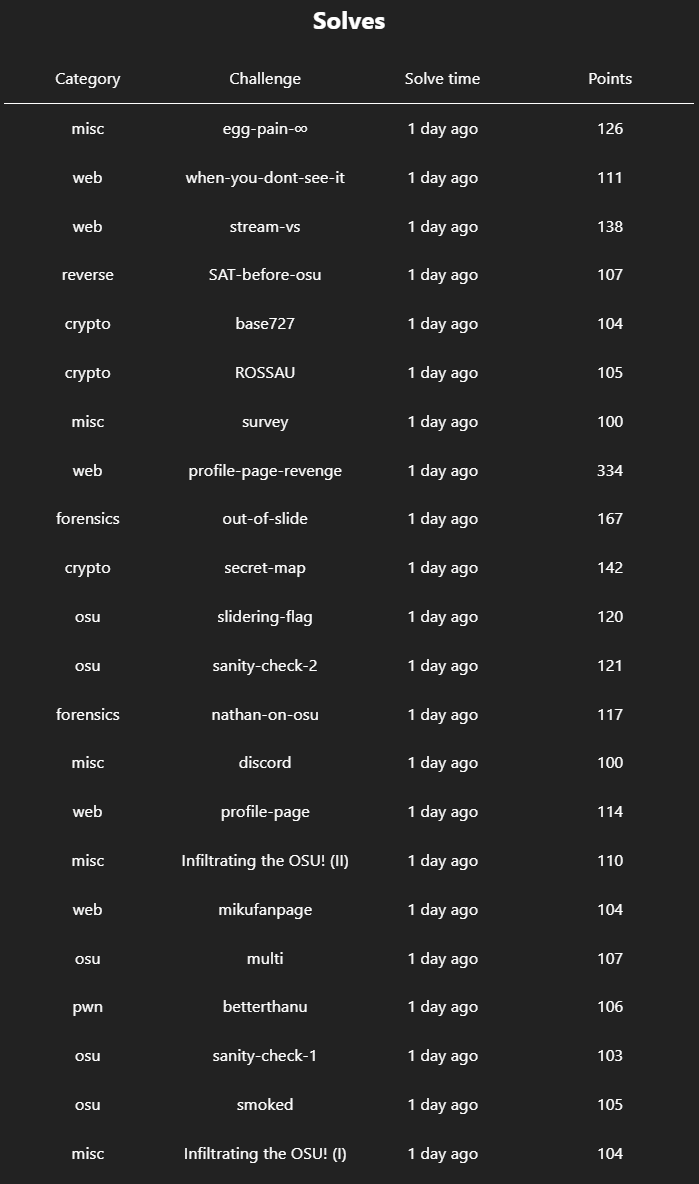 Solves
Category Challenge Solve time Points
misc egg-pain-∞ 1 day ago 126
web when-you-dont-see-it 1 day ago 111
web stream-vs 1 day ago 138
reverse SAT-before-osu 1 day ago 107
crypto base727 1 day ago 104
crypto ROSSAU 1 day ago 105
misc survey 1 day ago 100
web profile-page-revenge 1 day ago 334
forensics out-of-slide 1 day ago 167
crypto secret-map 1 day ago 142
osu slidering-flag 1 day ago 120
osu sanity-check-2 1 day ago 121
forensics nathan-on-osu 1 day ago 117
misc discord 1 day ago 100
web profile-page 1 day ago 114
misc Infiltrating the OSU! (II) 1 day ago 110
web mikufanpage 1 day ago 104
osu multi 1 day ago 107
pwn betterthanu 1 day ago 106
osu sanity-check-1 1 day ago 103
osu smoked 1 day ago 105
misc Infiltrating the OSU! (I) 1 day ago 104